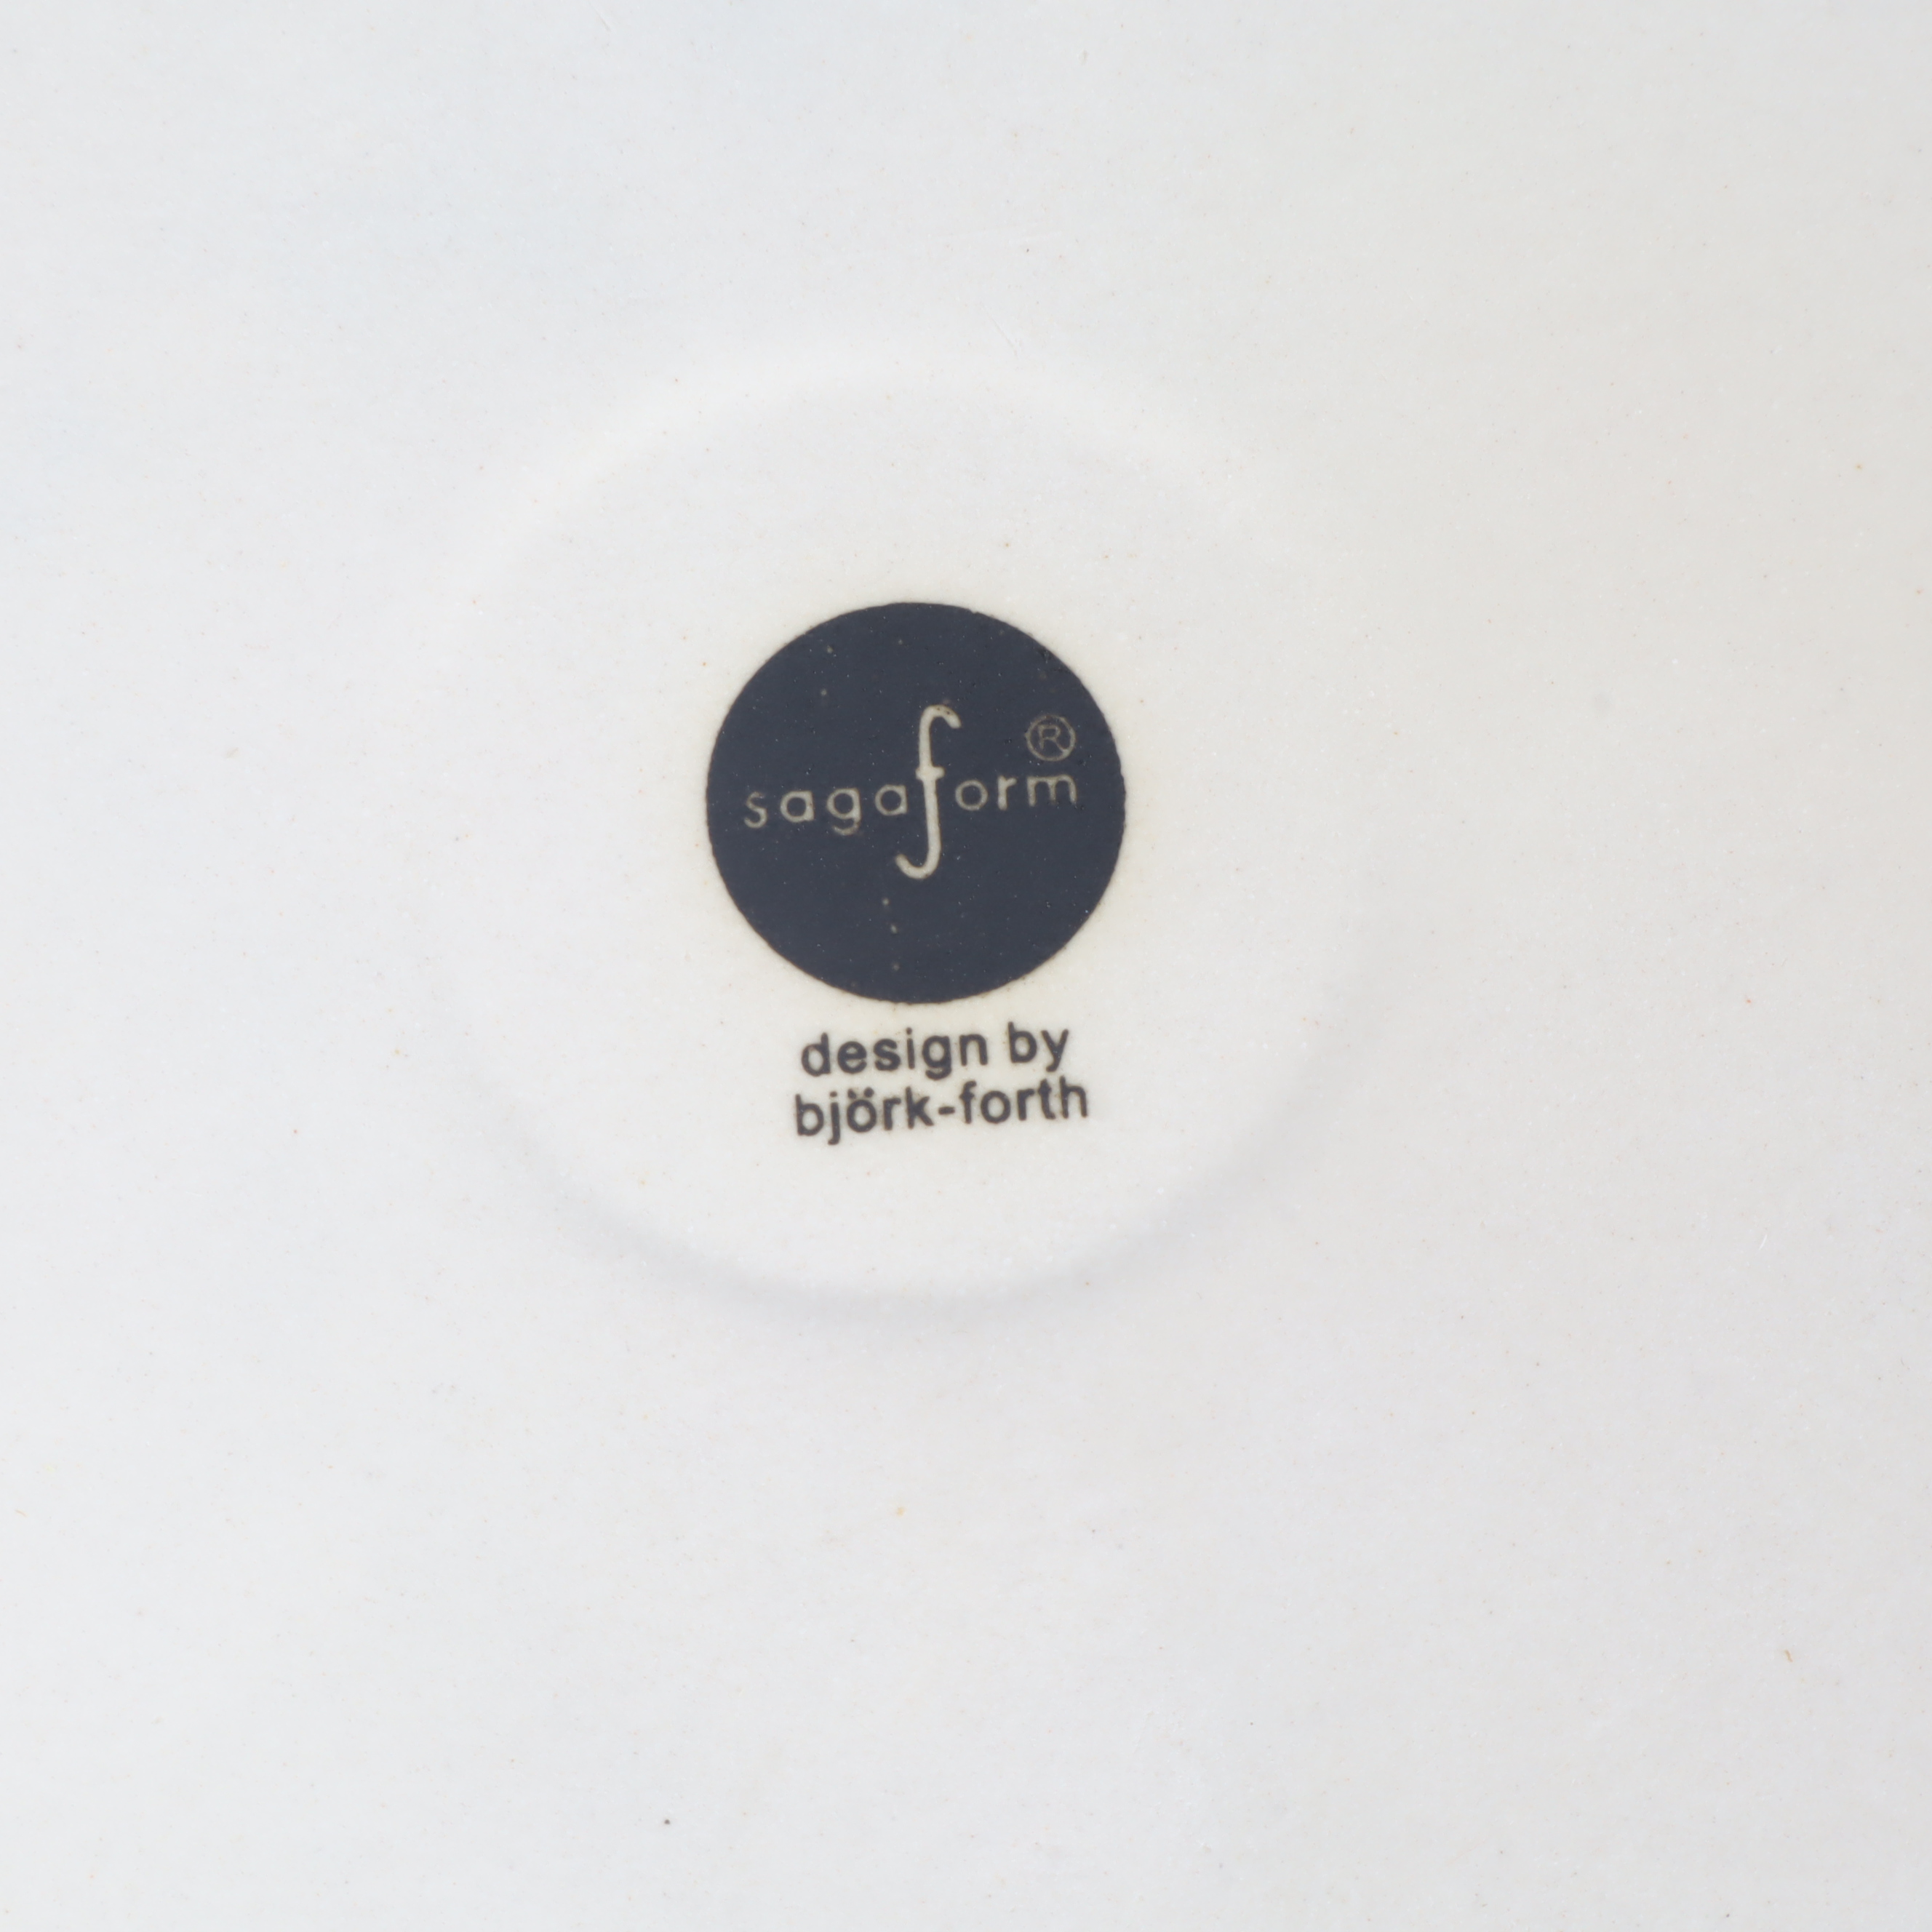 sagaform®
design by
björk-forth